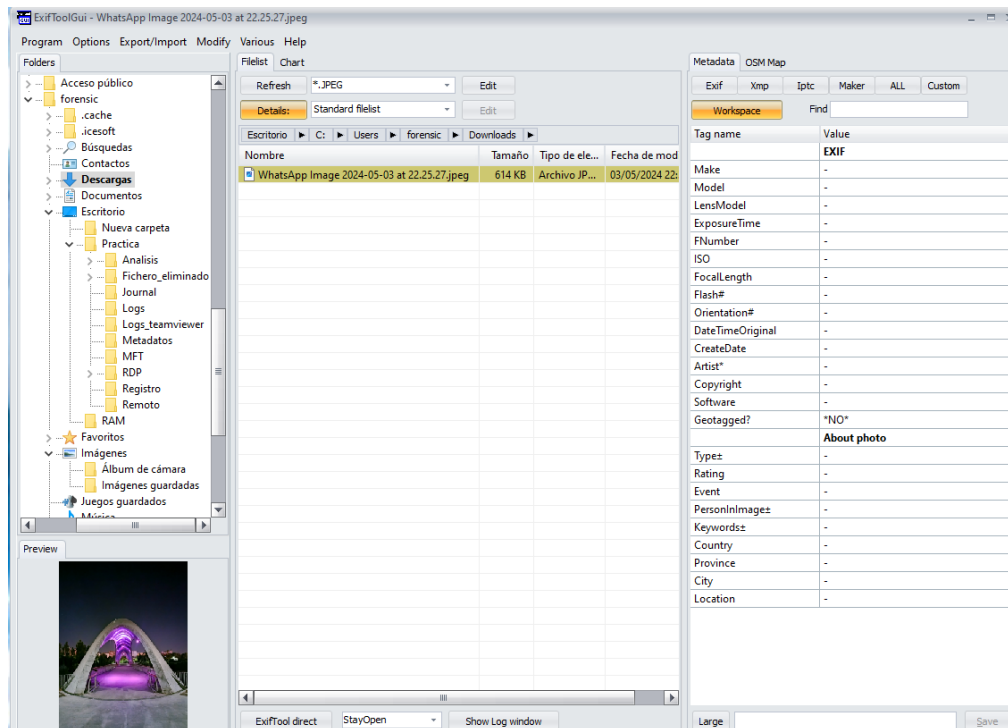 ExifToolGui - WhatsApp Image 2024-05-03 at 22.25.27.jpeg
Program Options Export/Import Modify Various Help
Folders
Acceso público
forensic
.cache
.icesoft
Búsquedas
Contactos
Descargas
Documentos
Escritorio
Nueva carpeta
Practica
Analisis
Fichero_eliminado
Journal
Logs
Logs_teamviewer
Metadatos
MFT
RDP
Registro
Remoto
RAM
Favoritos
Imágenes
Álbum de cámara
Imágenes guardadas
Juegos guardados
Música
Preview
Filelist Chart
Refresh *.JPEG Edit
Details: Standard filelist Edit
Escritorio C: Users forensic Downloads
Nombre Tamaño Tipo de ele... Fecha de mod
WhatsApp Image 2024-05-03 at 22.25.27.jpeg 614 KB Archivo JP... 03/05/2024 22:
ExifTool direct StayOpen Show Log window
Metadata OSM Map
Exif Xmp Iptc Maker ALL Custom
Workspace Find
Tag name Value
EXIF
Make -
Model -
LensModel -
ExposureTime -
FNumber -
ISO -
FocalLength -
Flash# -
Orientation# -
DateTimeOriginal -
CreateDate -
Artist* -
Copyright -
Software -
Geotagged? *NO*
About photo
Type± -
Rating -
Event -
PersonInImage± -
Keywords± -
Country -
Province -
City -
Location -
Large Save